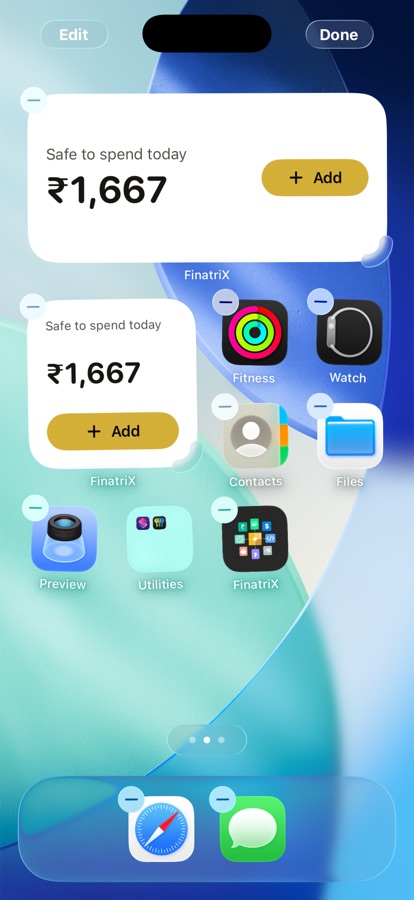 Edit
Done
Safe to spend today
₹1,667
+ Add
FinatriX
Safe to spend today
₹1,667
+ Add
FinatriX
Fitness
Watch
Contacts
Files
Preview
Utilities
FinatriX